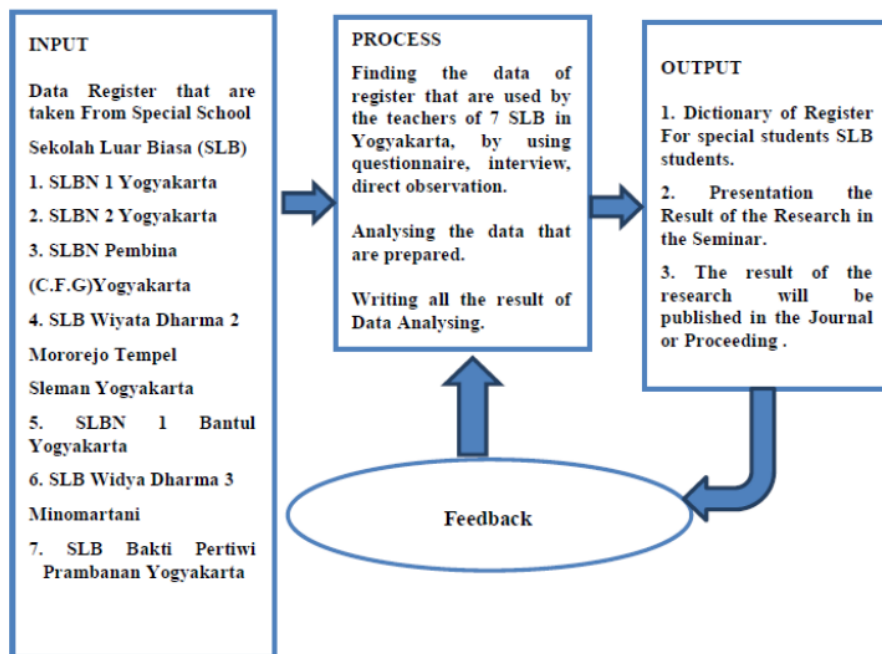 INPUT
Data Register that are
taken From Special School
Sekolah Luar Biasa (SLB)
1. SLBN 1 Yogyakarta
2. SLBN 2 Yogyakarta
3. SLBN Pembina
(C.F.G)Yogyakarta
4. SLB Wiyata Dharma 2
Mororejo Tempel
Sleman Yogyakarta
5. SLBN 1 Bantul
Yogyakarta
6. SLB Widya Dharma 3
Minomartani
7. SLB Bakti Pertiwi
Prambanan Yogyakarta
PROCESS
Finding the data of
register that are used by
the teachers of 7 SLB in
Yogyakarta, by using
questionnaire, interview,
direct observation.
Analysing the data that
are prepared.
Writing all the result of
Data Analysing.
OUTPUT
1. Dictionary of Register
For special students SLB
students.
2. Presentation the
Result of the Research in
the Seminar.
3. The result of the
research will be
published in the Journal
or Proceeding .
Feedback